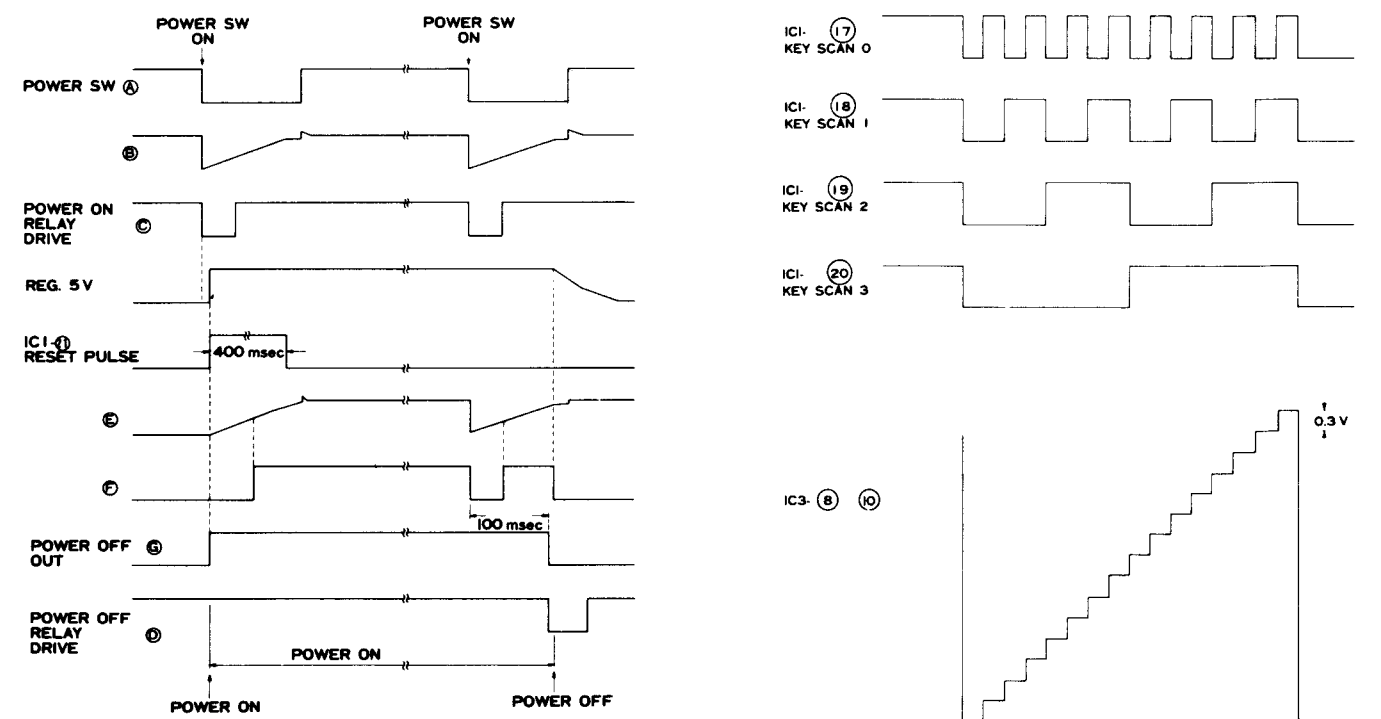 POWER SW
ON
POWER SW
ON
POWER SW Ⓐ
Ⓑ
POWER ON
RELAY Ⓒ
DRIVE
REG. 5V
IC1-⑪
RESET PULSE
400 msec
Ⓔ
Ⓕ
100 msec
POWER OFF Ⓖ
OUT
POWER OFF
RELAY Ⓓ
DRIVE
POWER ON
POWER ON
POWER OFF
IC1- ⑰
KEY SCAN 0
IC1- ⑱
KEY SCAN 1
IC1- ⑲
KEY SCAN 2
IC1- ⑳
KEY SCAN 3
0.3 V
IC3- ⑧ ⑩